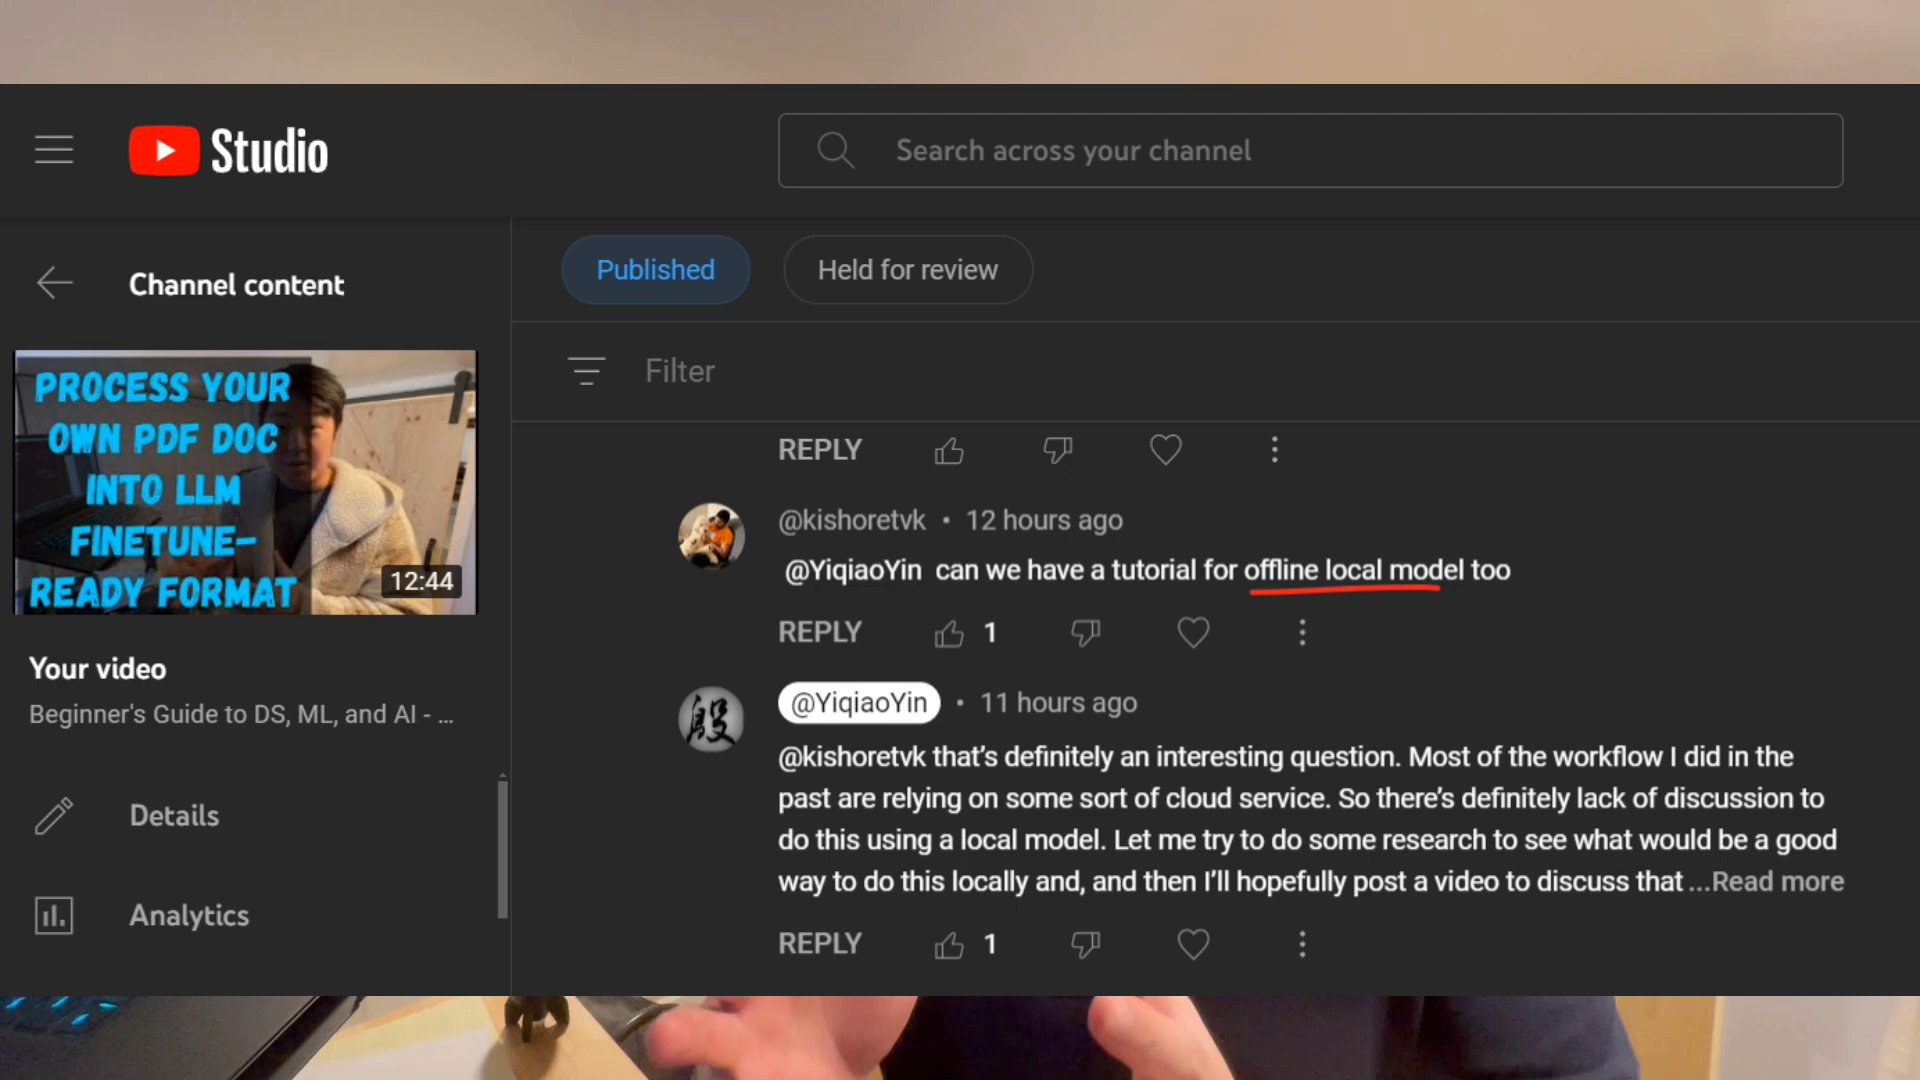 Studio
Search across your channel
Channel content
Published
Held for review
Filter
PROCESS YOUR
OWN PDF DOC
INTO LLM
FINETUNE-
READY FORMAT
12:44
Your video
Beginner's Guide to DS, ML, and AI - ...
Details
Analytics
REPLY
@kishoretvk • 12 hours ago
@YiqiaoYin can we have a tutorial for offline local model too
REPLY 1
殷
@YiqiaoYin • 11 hours ago
@kishoretvk that’s definitely an interesting question. Most of the workflow I did in the
past are relying on some sort of cloud service. So there’s definitely lack of discussion to
do this using a local model. Let me try to do some research to see what would be a good
way to do this locally and, and then I’ll hopefully post a video to discuss that ...Read more
REPLY 1